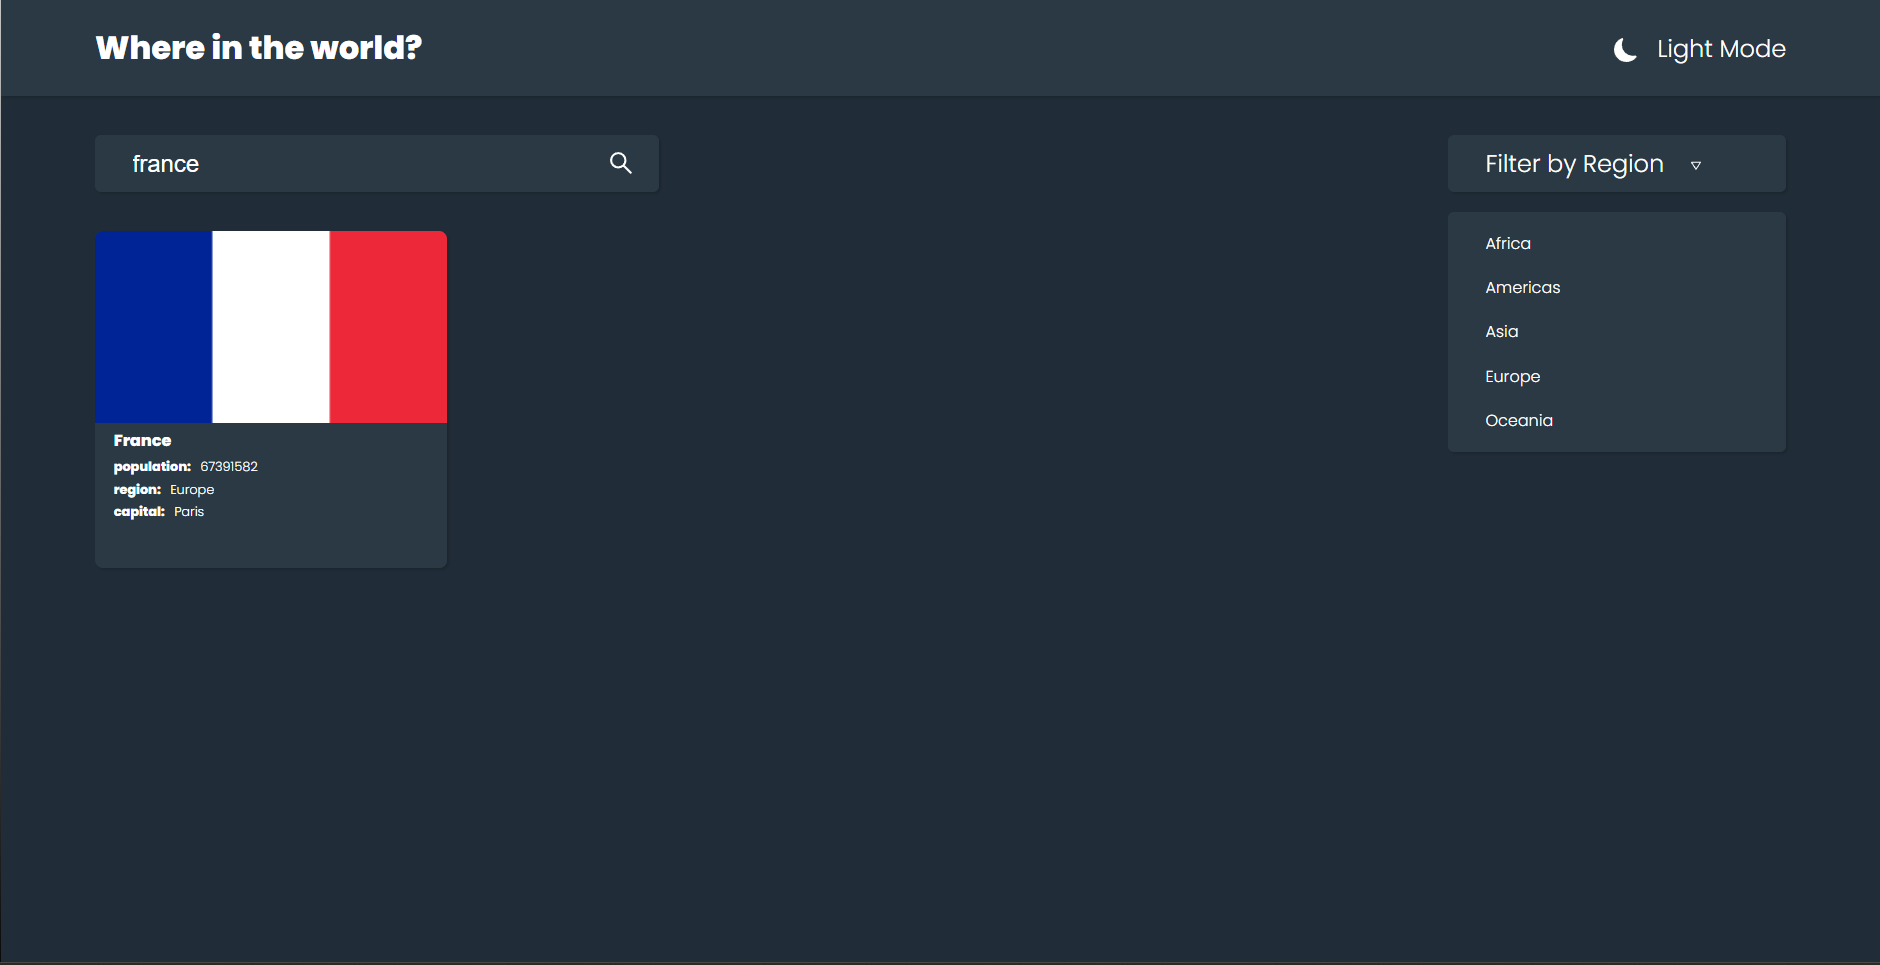 Where in the world?
Light Mode
france
Filter by Region
Africa
Americas
Asia
Europe
Oceania
France
population: 67391582
region: Europe
capital: Paris